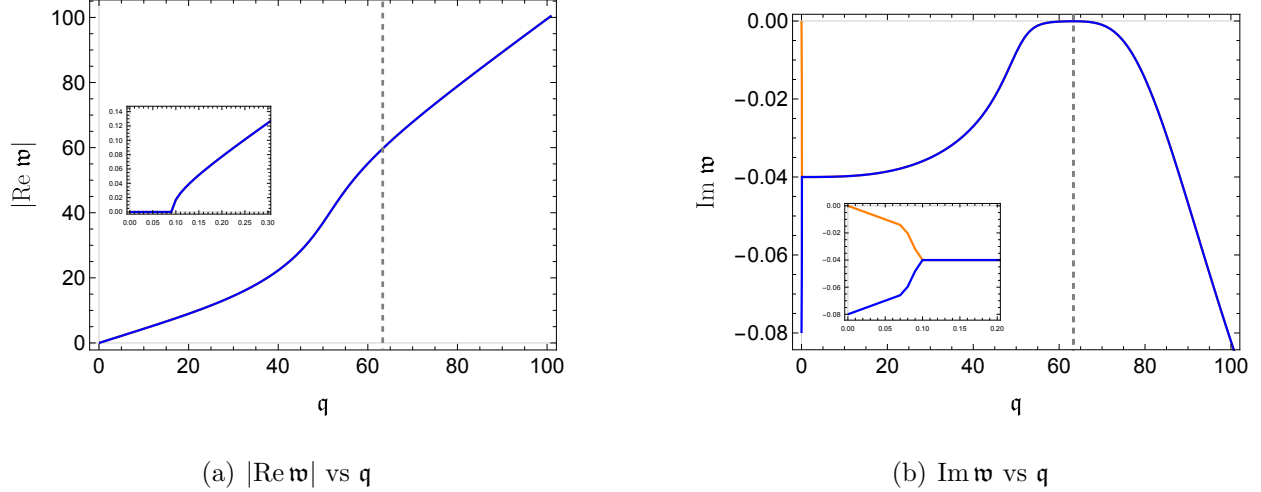 100
80
60
40
20
0
0 20 40 60 80 100
|Re 𝔴|
𝔮
0.14
0.12
0.10
0.08
0.06
0.04
0.02
0.00
0.00 0.05 0.10 0.15 0.20 0.25 0.30
(a) |Re 𝔴| vs 𝔮
0.00
−0.02
−0.04
−0.06
−0.08
0 20 40 60 80 100
Im 𝔴
𝔮
0.00
−0.02
−0.04
−0.06
−0.08
0.00 0.05 0.10 0.15 0.20
(b) Im 𝔴 vs 𝔮